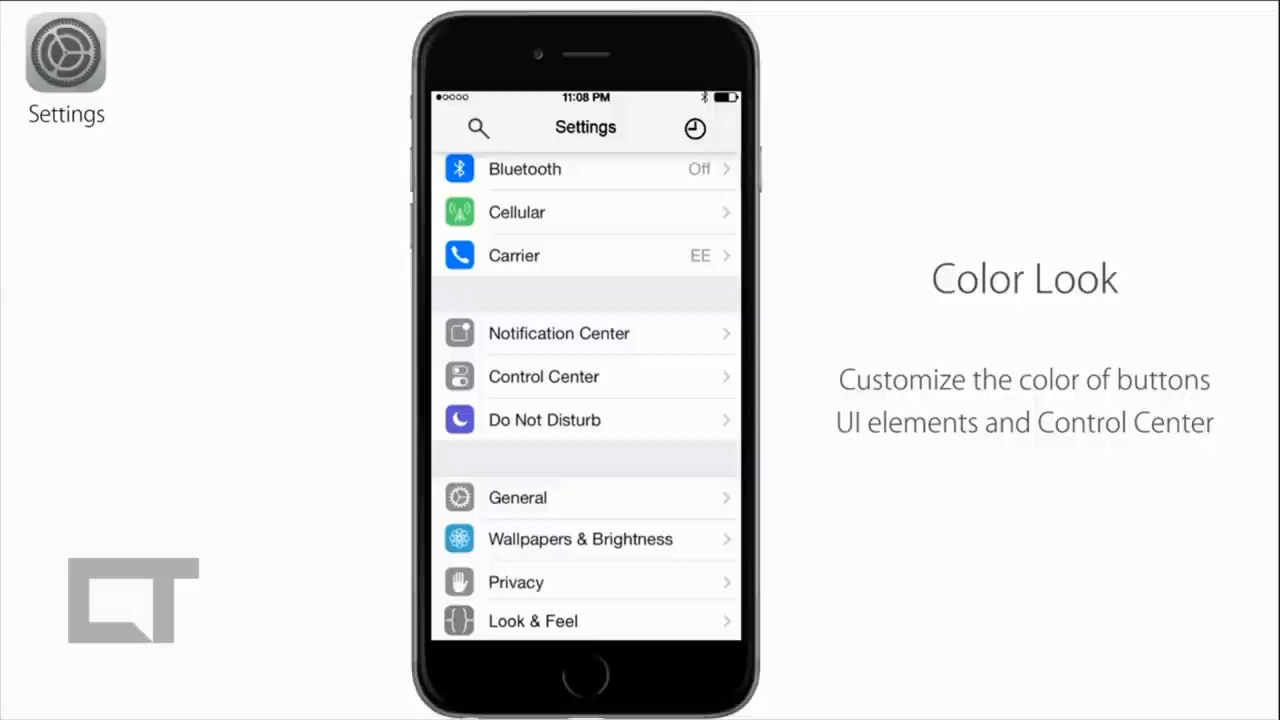 Settings
11:08 PM
Settings
Bluetooth Off
Cellular
Carrier EE
Notification Center
Control Center
Do Not Disturb
General
Wallpapers & Brightness
Privacy
Look & Feel
Color Look
Customize the color of buttons
UI elements and Control Center
CT